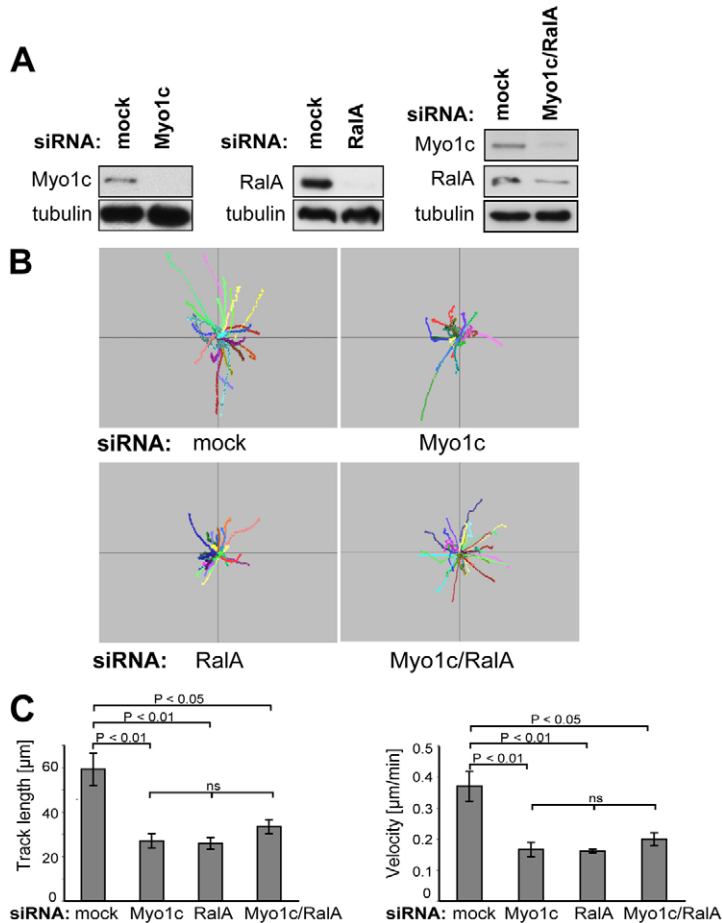 A
siRNA: mock Myo1c
Myo1c
tubulin
siRNA: mock RalA
RalA
tubulin
siRNA: mock Myo1c/RalA
Myo1c
RalA
tubulin
B
siRNA: mock Myo1c
siRNA: RalA Myo1c/RalA
C
P < 0.05
P < 0.01
P < 0.01
ns
Track length [µm]
60
40
20
0
siRNA: mock Myo1c RalA Myo1c/RalA
P < 0.05
P < 0.01
P < 0.01
ns
Velocity [µm/min]
0.5
0.4
0.3
0.2
0.1
0
siRNA: mock Myo1c RalA Myo1c/RalA